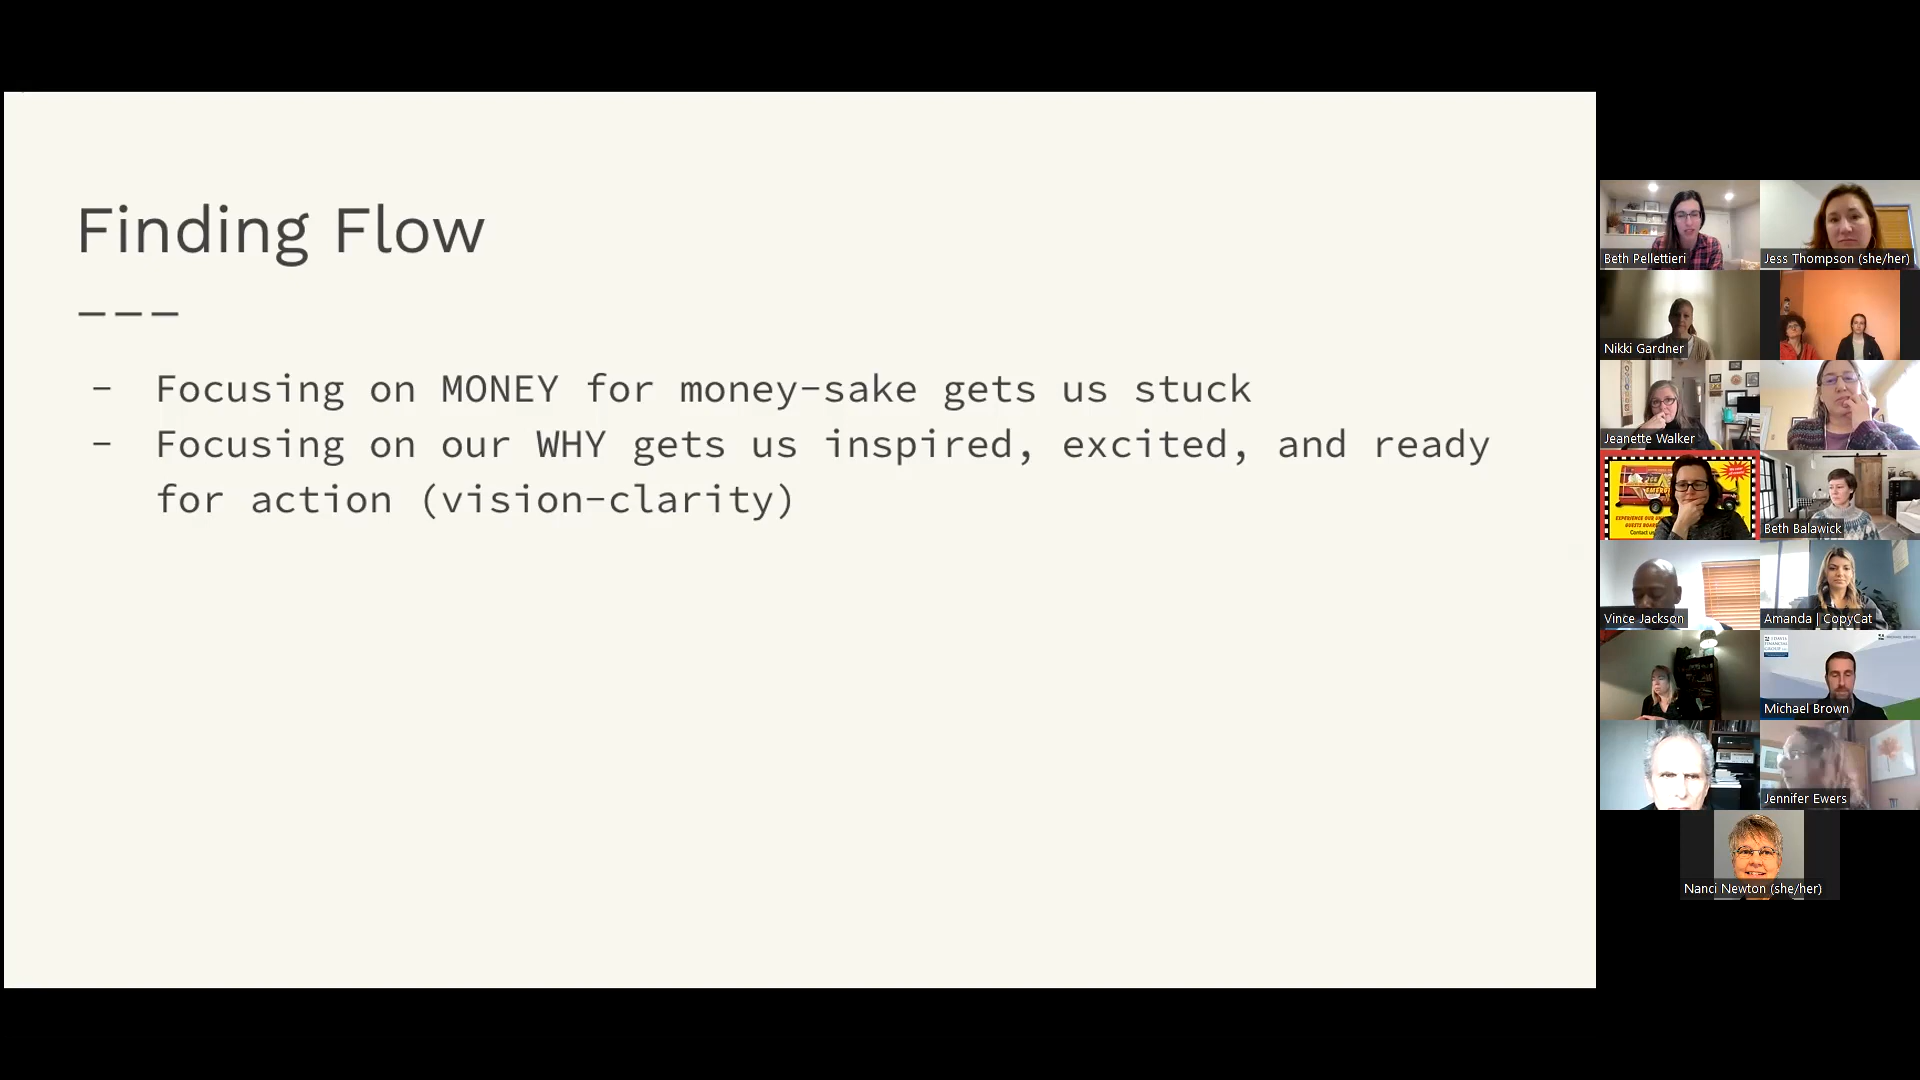 Finding Flow
———
- Focusing on MONEY for money-sake gets us stuck
- Focusing on our WHY gets us inspired, excited, and ready
for action (vision-clarity)
Beth Pellettieri
Jess Thompson (she/her)
Nikki Gardner
Jeanette Walker
Beth Balawick
Vince Jackson
Amanda | CopyCat
Michael Brown
Jennifer Ewers
Nanci Newton (she/her)